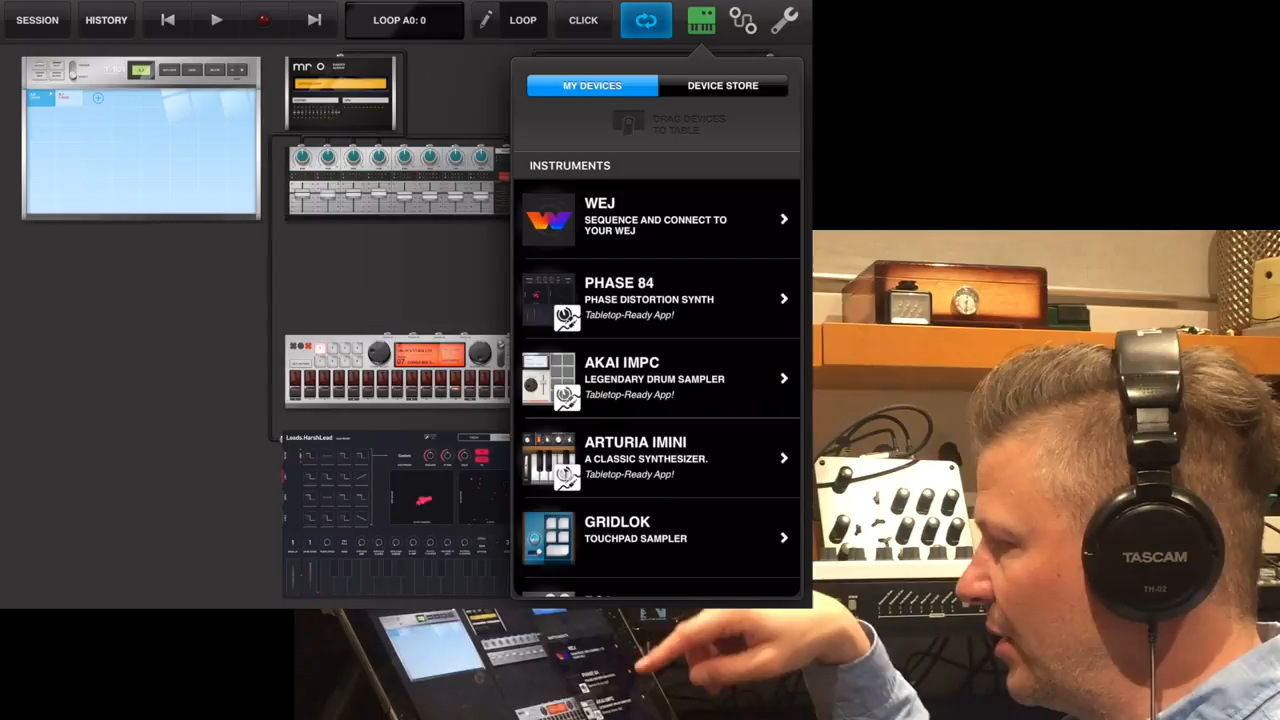 SESSION
HISTORY
LOOP A0: 0
LOOP
CLICK
MY DEVICES
DEVICE STORE
DRAG DEVICES
TO TABLE
INSTRUMENTS
WEJ
SEQUENCE AND CONNECT TO
YOUR WEJ
PHASE 84
PHASE DISTORTION SYNTH
Tabletop-Ready App!
AKAI IMPC
LEGENDARY DRUM SAMPLER
Tabletop-Ready App!
ARTURIA IMINI
A CLASSIC SYNTHESIZER.
Tabletop-Ready App!
GRIDLOK
TOUCHPAD SAMPLER
mr o
Leads.HarshLead
TASCAM
TH-02